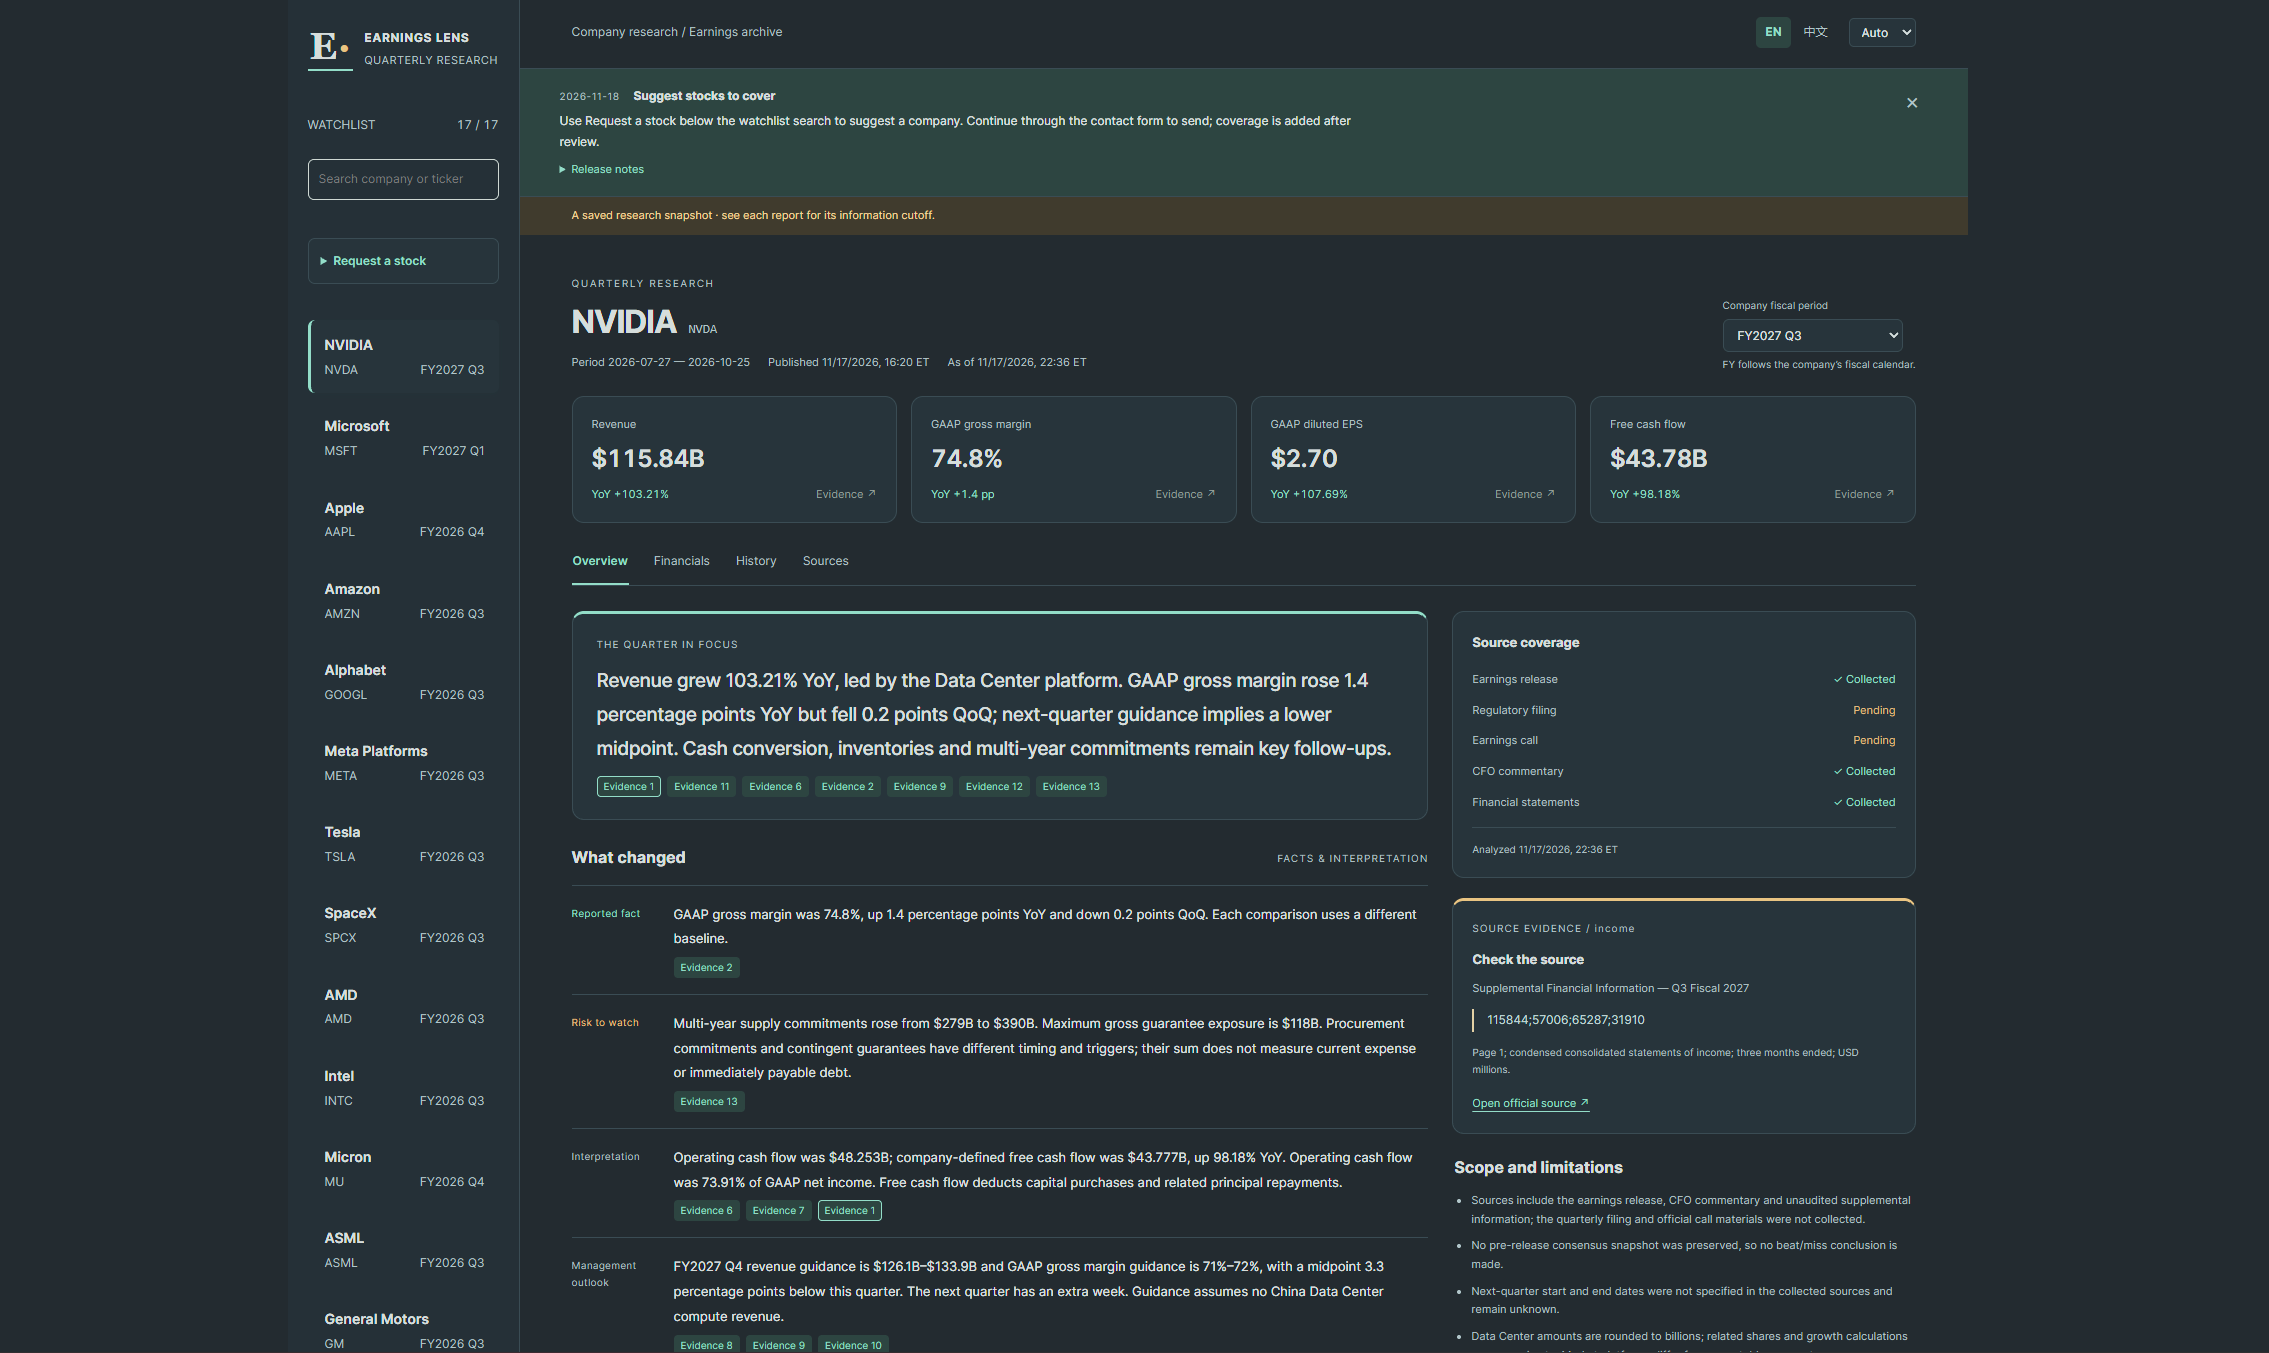 E.
EARNINGS LENS
QUARTERLY RESEARCH
WATCHLIST 17 / 17
Search company or ticker
▶ Request a stock
NVIDIA
NVDA FY2027 Q3
Microsoft
MSFT FY2027 Q1
Apple
AAPL FY2026 Q4
Amazon
AMZN FY2026 Q3
Alphabet
GOOGL FY2026 Q3
Meta Platforms
META FY2026 Q3
Tesla
TSLA FY2026 Q3
SpaceX
SPCX FY2026 Q3
AMD
AMD FY2026 Q3
Intel
INTC FY2026 Q3
Micron
MU FY2026 Q4
ASML
ASML FY2026 Q3
General Motors
GM FY2026 Q3
Company research / Earnings archive
EN 中文 Auto
2026-11-18 Suggest stocks to cover
Use Request a stock below the watchlist search to suggest a company. Continue through the contact form to send; coverage is added after
review.
▶ Release notes
A saved research snapshot · see each report for its information cutoff.
QUARTERLY RESEARCH
NVIDIA NVDA
Period 2026-07-27 — 2026-10-25 Published 11/17/2026, 16:20 ET As of 11/17/2026, 22:36 ET
Company fiscal period
FY2027 Q3
FY follows the company's fiscal calendar.
Revenue
$115.84B
YoY +103.21% Evidence ↗
GAAP gross margin
74.8%
YoY +1.4 pp Evidence ↗
GAAP diluted EPS
$2.70
YoY +107.69% Evidence ↗
Free cash flow
$43.78B
YoY +98.18% Evidence ↗
Overview Financials History Sources
THE QUARTER IN FOCUS
Revenue grew 103.21% YoY, led by the Data Center platform. GAAP gross margin rose 1.4
percentage points YoY but fell 0.2 points QoQ; next-quarter guidance implies a lower
midpoint. Cash conversion, inventories and multi-year commitments remain key follow-ups.
Evidence 1 Evidence 11 Evidence 6 Evidence 2 Evidence 9 Evidence 12 Evidence 13
What changed FACTS & INTERPRETATION
Reported fact
GAAP gross margin was 74.8%, up 1.4 percentage points YoY and down 0.2 points QoQ. Each comparison uses a different
baseline.
Evidence 2
Risk to watch
Multi-year supply commitments rose from $279B to $390B. Maximum gross guarantee exposure is $118B. Procurement
commitments and contingent guarantees have different timing and triggers; their sum does not measure current expense
or immediately payable debt.
Evidence 13
Interpretation
Operating cash flow was $48.253B; company-defined free cash flow was $43.777B, up 98.18% YoY. Operating cash flow
was 73.91% of GAAP net income. Free cash flow deducts capital purchases and related principal repayments.
Evidence 6 Evidence 7 Evidence 1
Management
outlook
FY2027 Q4 revenue guidance is $126.1B–$133.9B and GAAP gross margin guidance is 71%–72%, with a midpoint 3.3
percentage points below this quarter. The next quarter has an extra week. Guidance assumes no China Data Center
compute revenue.
Evidence 8 Evidence 9 Evidence 10
Source coverage
Earnings release ✓ Collected
Regulatory filing Pending
Earnings call Pending
CFO commentary ✓ Collected
Financial statements ✓ Collected
Analyzed 11/17/2026, 22:36 ET
SOURCE EVIDENCE / income
Check the source
Supplemental Financial Information — Q3 Fiscal 2027
115844;57006;65287;31910
Page 1; condensed consolidated statements of income; three months ended; USD
millions.
Open official source ↗
Scope and limitations
• Sources include the earnings release, CFO commentary and unaudited supplemental
information; the quarterly filing and official call materials were not collected.
• No pre-release consensus snapshot was preserved, so no beat/miss conclusion is
made.
• Next-quarter start and end dates were not specified in the collected sources and
remain unknown.
• Data Center amounts are rounded to billions; related shares and growth calculations